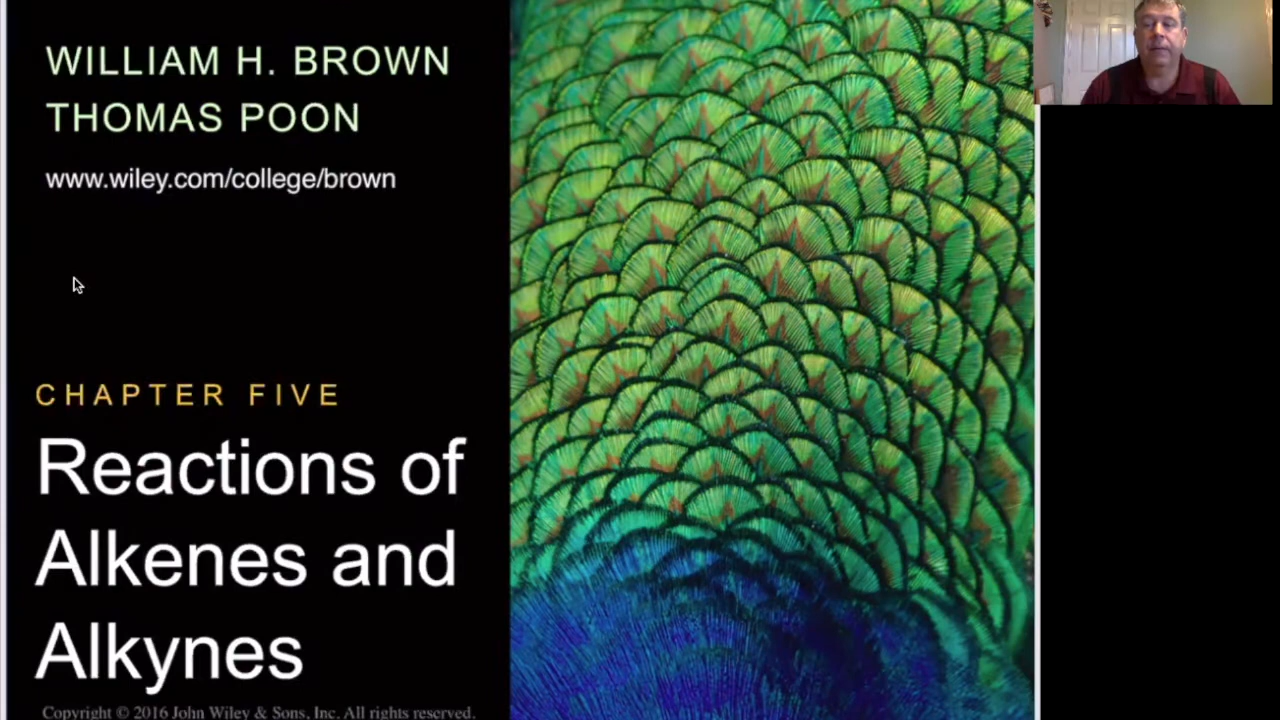 WILLIAM H. BROWN
THOMAS POON
www.wiley.com/college/brown
CHAPTER FIVE
Reactions of
Alkenes and
Alkynes
Copyright © 2016 John Wiley & Sons, Inc. All rights reserved.